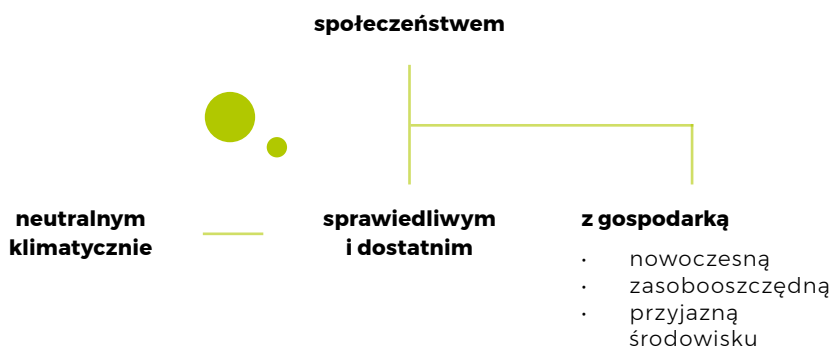 społeczeństwem
neutralnym
klimatycznie
sprawiedliwym
i dostatnim
z gospodarką
• nowoczesną
• zasobooszczędną
• przyjazną
środowisku